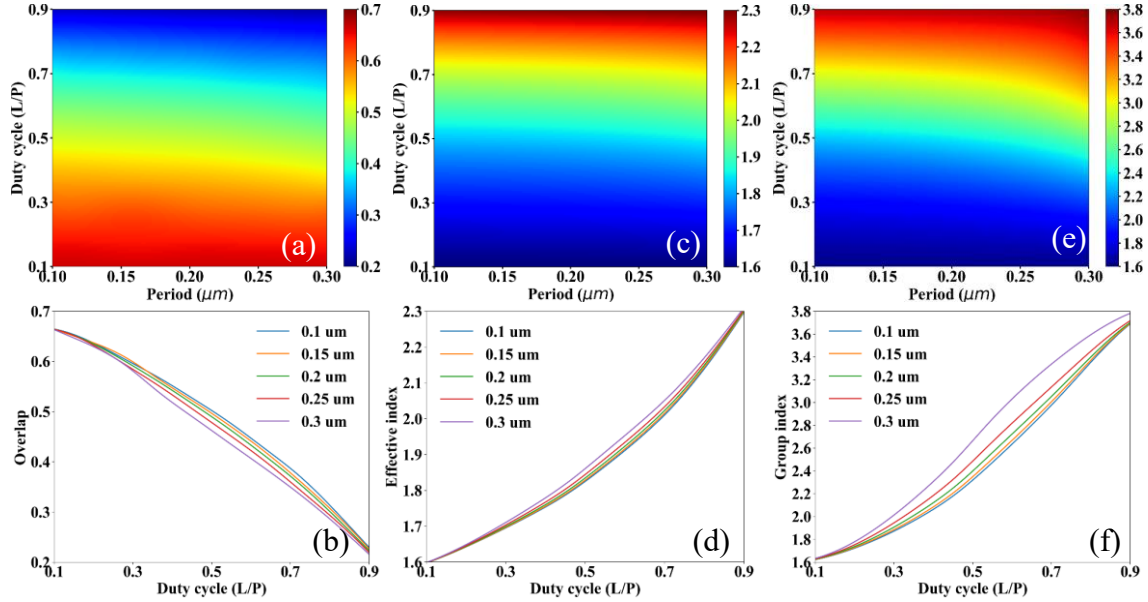 0.9
0.7
0.5
0.3
0.1
Duty cycle (L/P)
0.10
0.15
0.20
0.25
0.30
Period (μm)
(a)
0.7
0.6
0.5
0.4
0.3
0.2
0.9
0.7
0.5
0.3
0.1
Duty cycle (L/P)
0.10
0.15
0.20
0.25
0.30
Period (μm)
(c)
2.3
2.2
2.1
2.0
1.9
1.8
1.7
1.6
0.9
0.7
0.5
0.3
0.1
Duty cycle (L/P)
0.10
0.15
0.20
0.25
0.30
Period (μm)
(e)
3.8
3.6
3.4
3.2
3.0
2.8
2.6
2.4
2.2
2.0
1.8
1.6
0.7
0.6
0.5
0.4
0.3
0.2
Overlap
0.1 um
0.15 um
0.2 um
0.25 um
0.3 um
(b)
0.1
0.3
0.5
0.7
0.9
Duty cycle (L/P)
2.3
2.2
2.1
2.0
1.9
1.8
1.7
1.6
Effective index
0.1 um
0.15 um
0.2 um
0.25 um
0.3 um
(d)
0.1
0.3
0.5
0.7
0.9
Duty cycle (L/P)
3.8
3.6
3.4
3.2
3.0
2.8
2.6
2.4
2.2
2.0
1.8
1.6
Group index
0.1 um
0.15 um
0.2 um
0.25 um
0.3 um
(f)
0.1
0.3
0.5
0.7
0.9
Duty cycle (L/P)